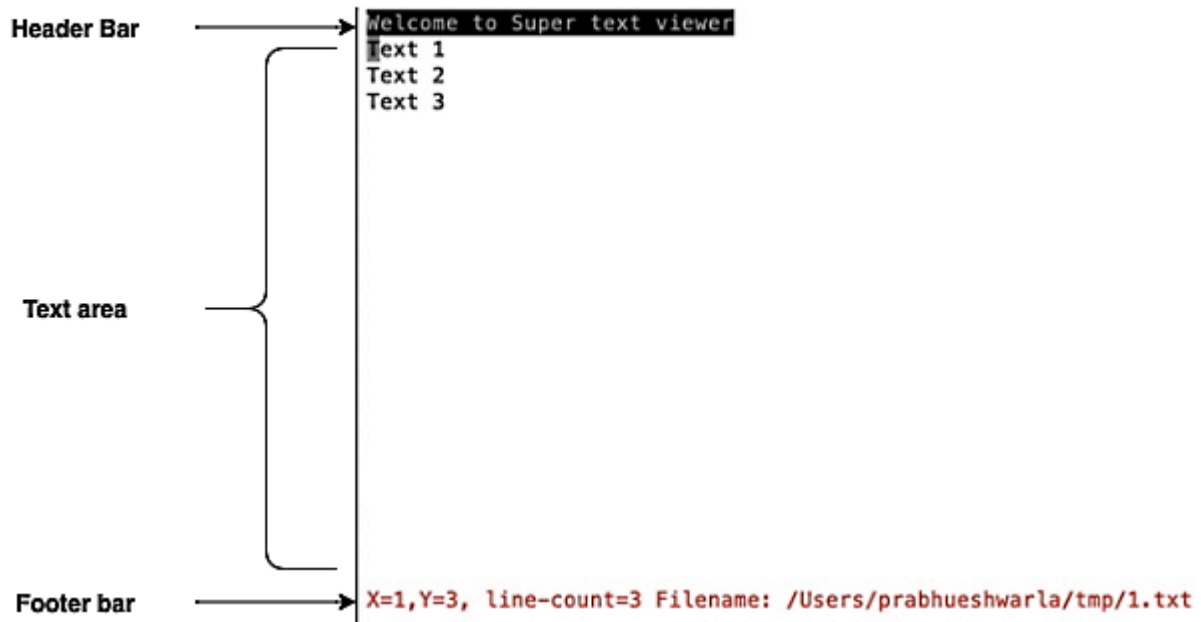 Header Bar
Welcome to Super text viewer
Text 1
Text 2
Text 3
Text area
Footer bar
X=1,Y=3, line-count=3 Filename: /Users/prabhueshwarla/tmp/1.txt